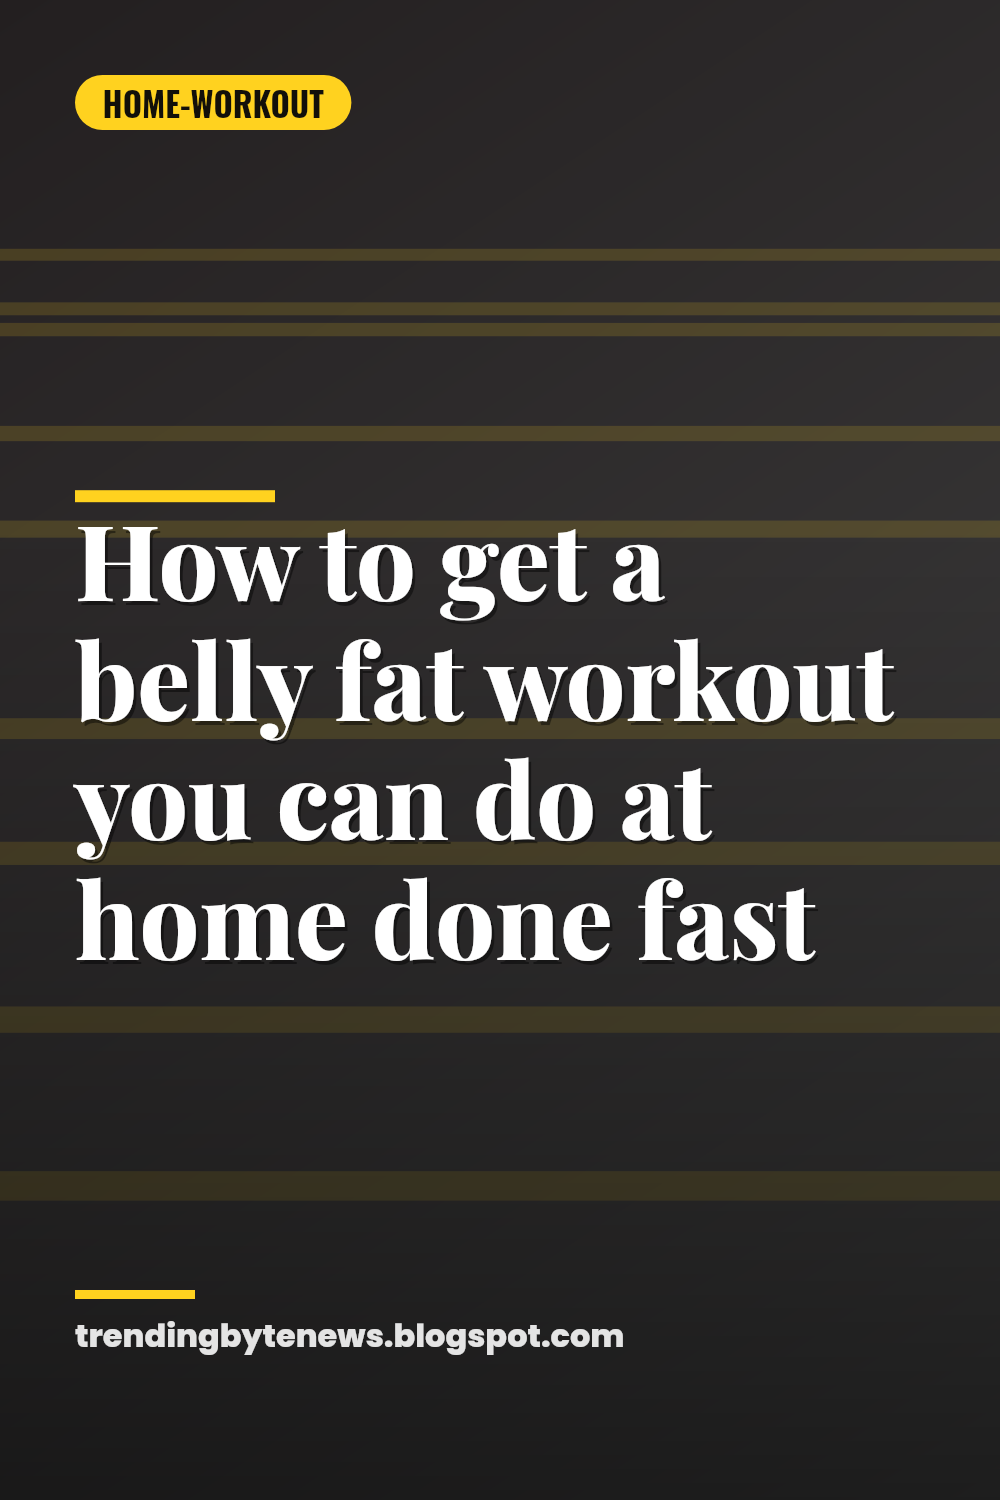 HOME-WORKOUT
How to get a
belly fat workout
you can do at
home done fast
trendingbytenews.blogspot.com